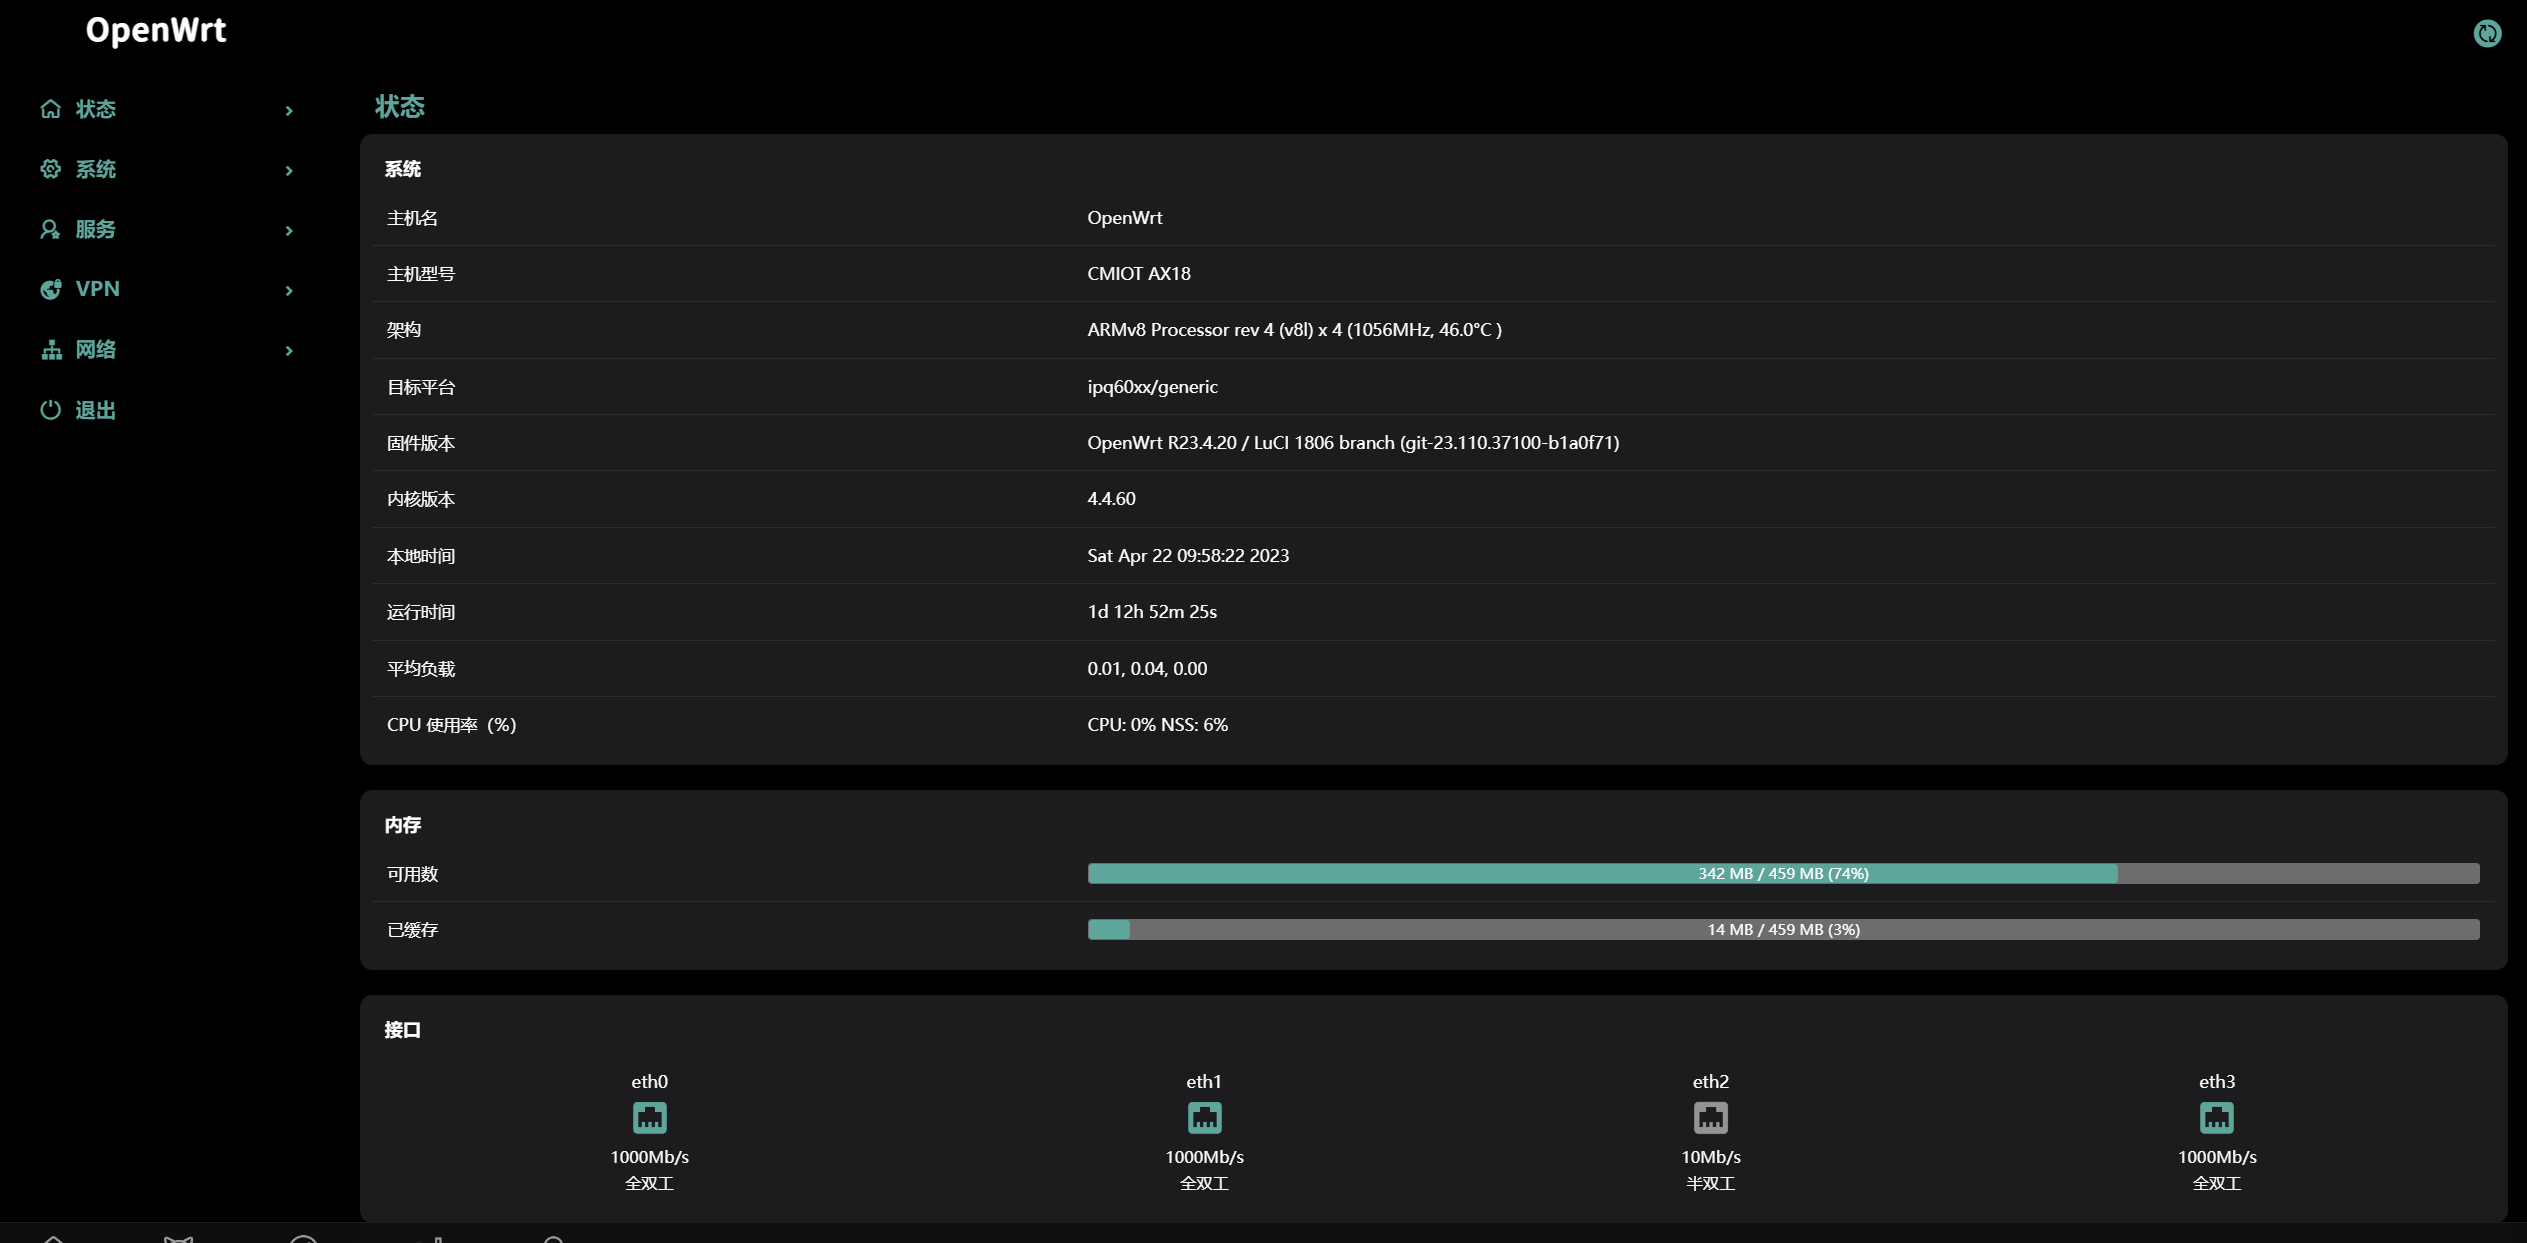 OpenWrt
状态
系统
服务
VPN
网络
退出
状态
系统
主机名 OpenWrt
主机型号 CMIOT AX18
架构 ARMv8 Processor rev 4 (v8l) x 4 (1056MHz, 46.0°C )
目标平台 ipq60xx/generic
固件版本 OpenWrt R23.4.20 / LuCI 1806 branch (git-23.110.37100-b1a0f71)
内核版本 4.4.60
本地时间 Sat Apr 22 09:58:22 2023
运行时间 1d 12h 52m 25s
平均负载 0.01, 0.04, 0.00
CPU 使用率（%） CPU: 0% NSS: 6%
内存
可用数 342 MB / 459 MB (74%)
已缓存 14 MB / 459 MB (3%)
接口
eth0 eth1 eth2 eth3
1000Mb/s 1000Mb/s 10Mb/s 1000Mb/s
全双工 全双工 半双工 全双工